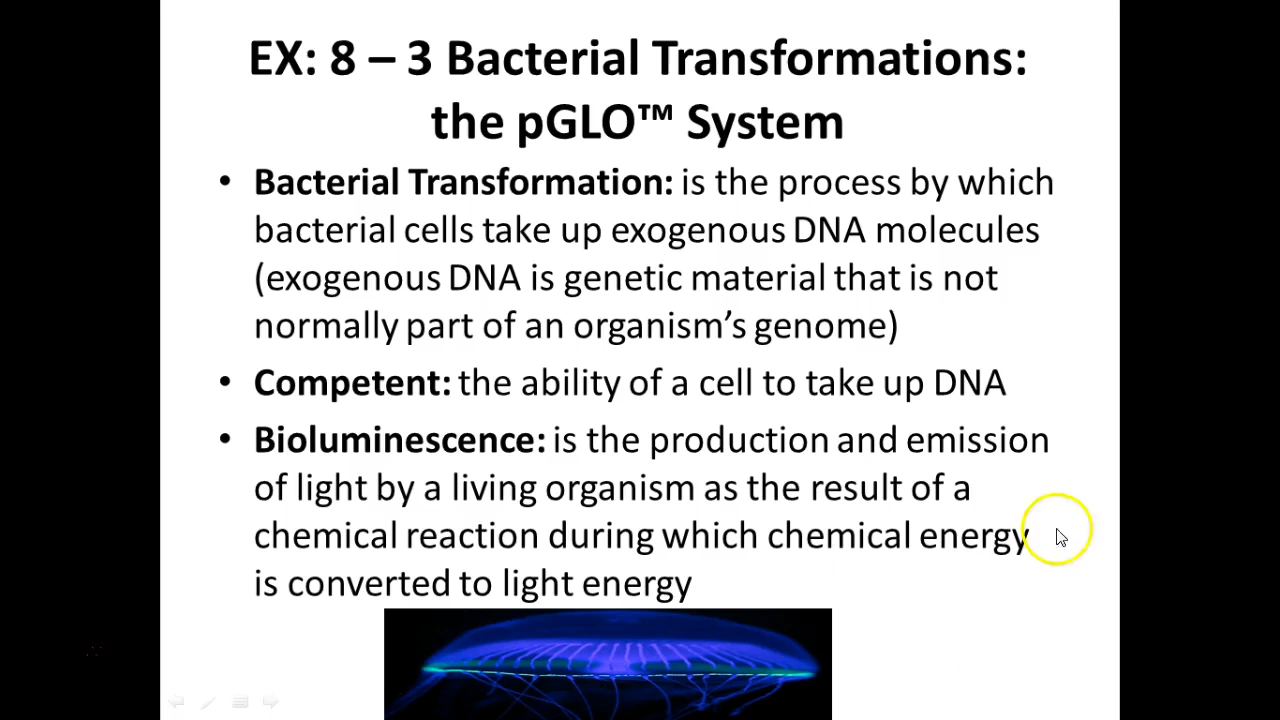 EX: 8 – 3 Bacterial Transformations:
the pGLO™ System
• Bacterial Transformation: is the process by which
bacterial cells take up exogenous DNA molecules
(exogenous DNA is genetic material that is not
normally part of an organism’s genome)
• Competent: the ability of a cell to take up DNA
• Bioluminescence: is the production and emission
of light by a living organism as the result of a
chemical reaction during which chemical energy
is converted to light energy